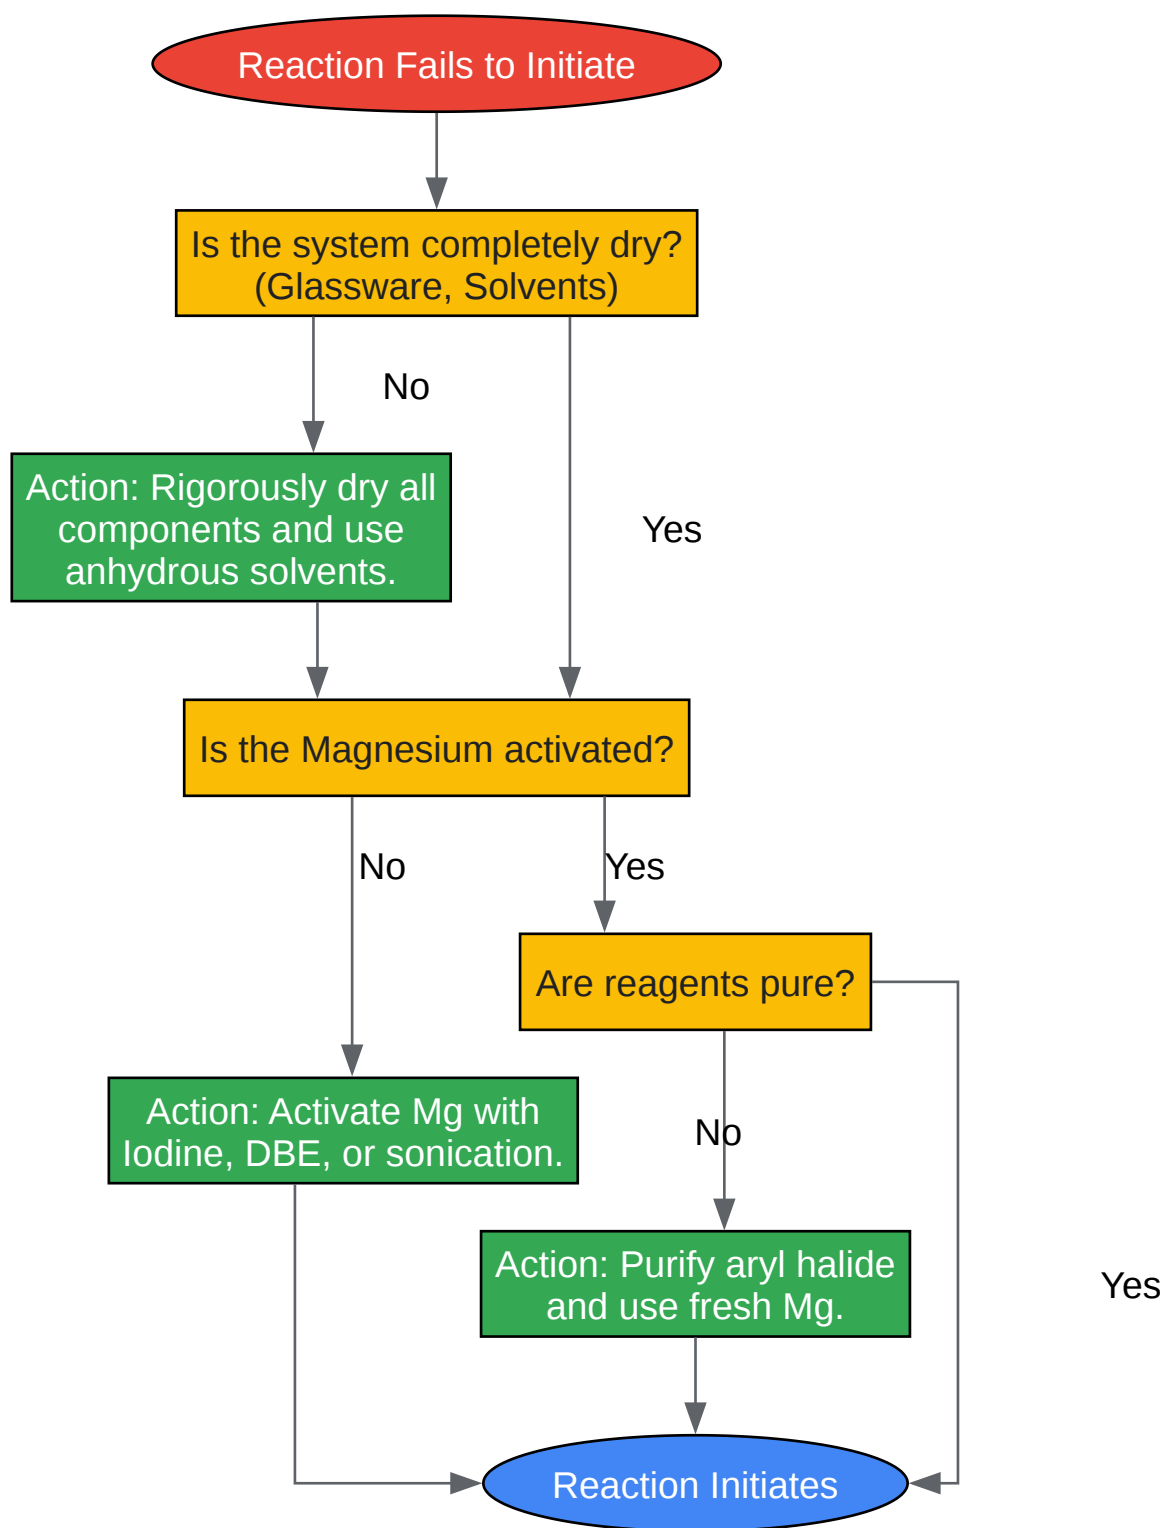 Reaction Fails to Initiate
Is the system completely dry?
(Glassware, Solvents)
No
Action: Rigorously dry all
components and use
anhydrous solvents.
Yes
Is the Magnesium activated?
No
Yes
Are reagents pure?
Action: Activate Mg with
Iodine, DBE, or sonication.
No
Action: Purify aryl halide
and use fresh Mg.
Yes
Reaction Initiates